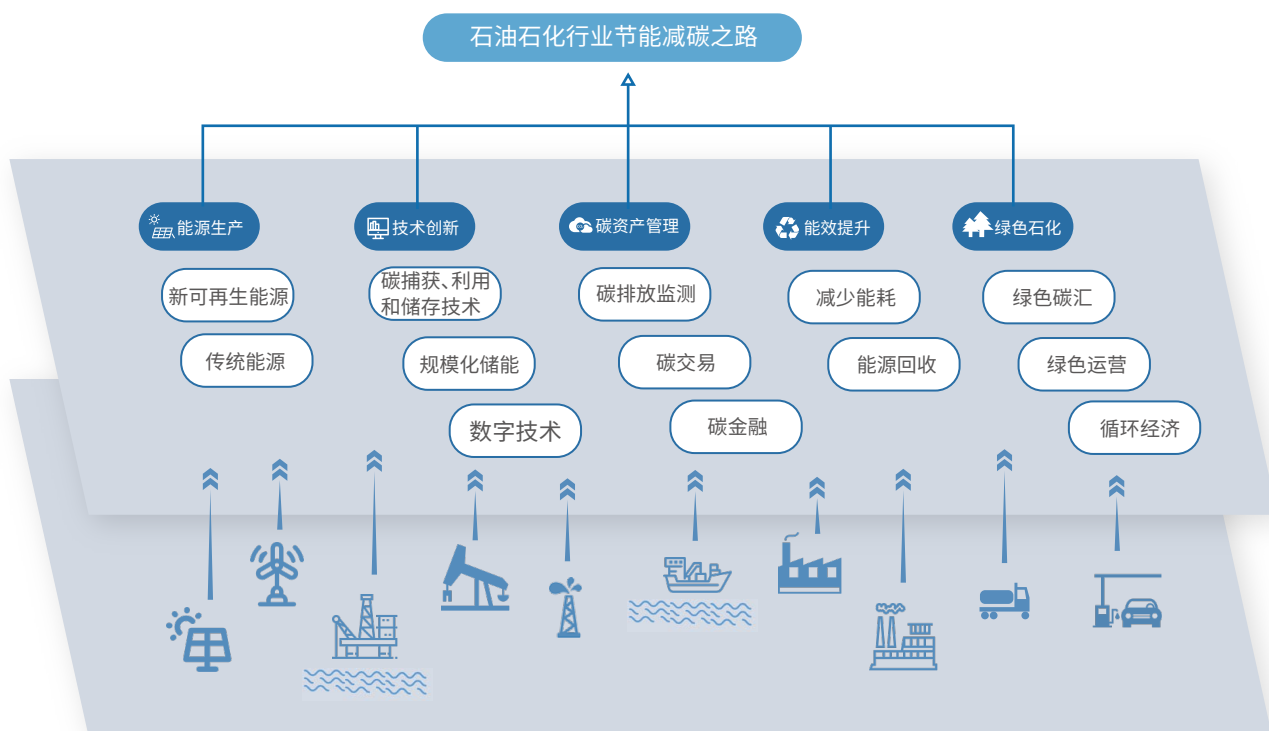 石油石化行业节能减碳之路
能源生产
技术创新
碳资产管理
能效提升
绿色石化
新可再生能源
传统能源
碳捕获、利用
和储存技术
规模化储能
数字技术
碳排放监测
碳交易
碳金融
减少能耗
能源回收
绿色碳汇
绿色运营
循环经济